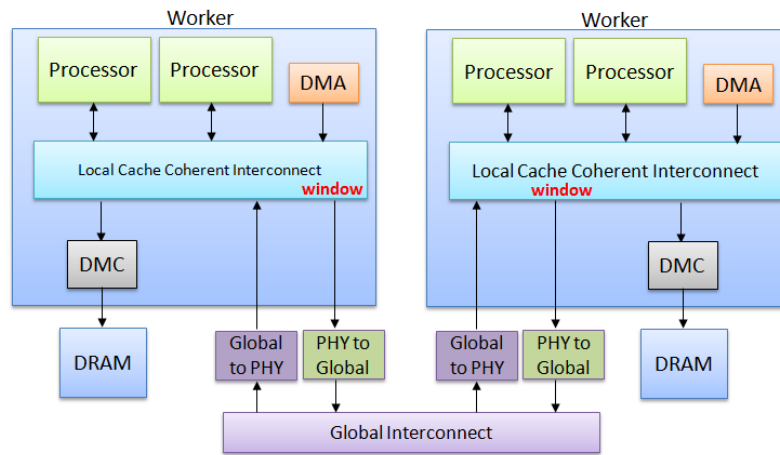 Worker
Processor
Processor
DMA
Local Cache Coherent Interconnect
window
DMC
DRAM
Global
to PHY
PHY to
Global
Worker
Processor
Processor
DMA
Local Cache Coherent Interconnect
window
DMC
Global
to PHY
PHY to
Global
DRAM
Global Interconnect